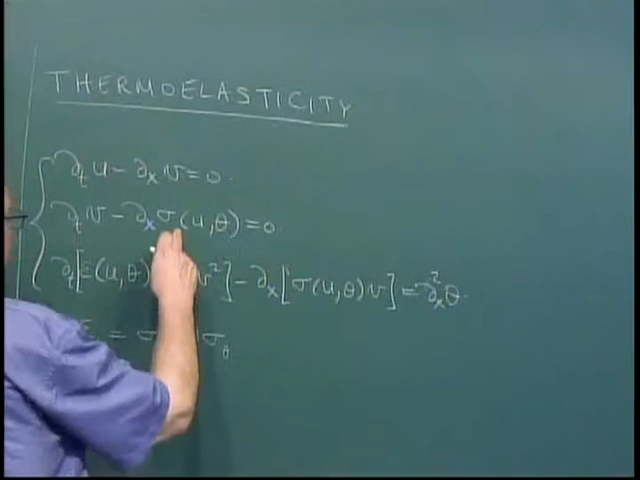 THERMOELASTICITY
∂ₜu − ∂ₓv = 0.
∂ₜv − ∂ₓσ(u,θ) = 0.
∂ₜ[ε(u,θ) v²] − ∂ₓ[σ(u,θ)v] = ∂ₓ²θ.
= σ σ_θ